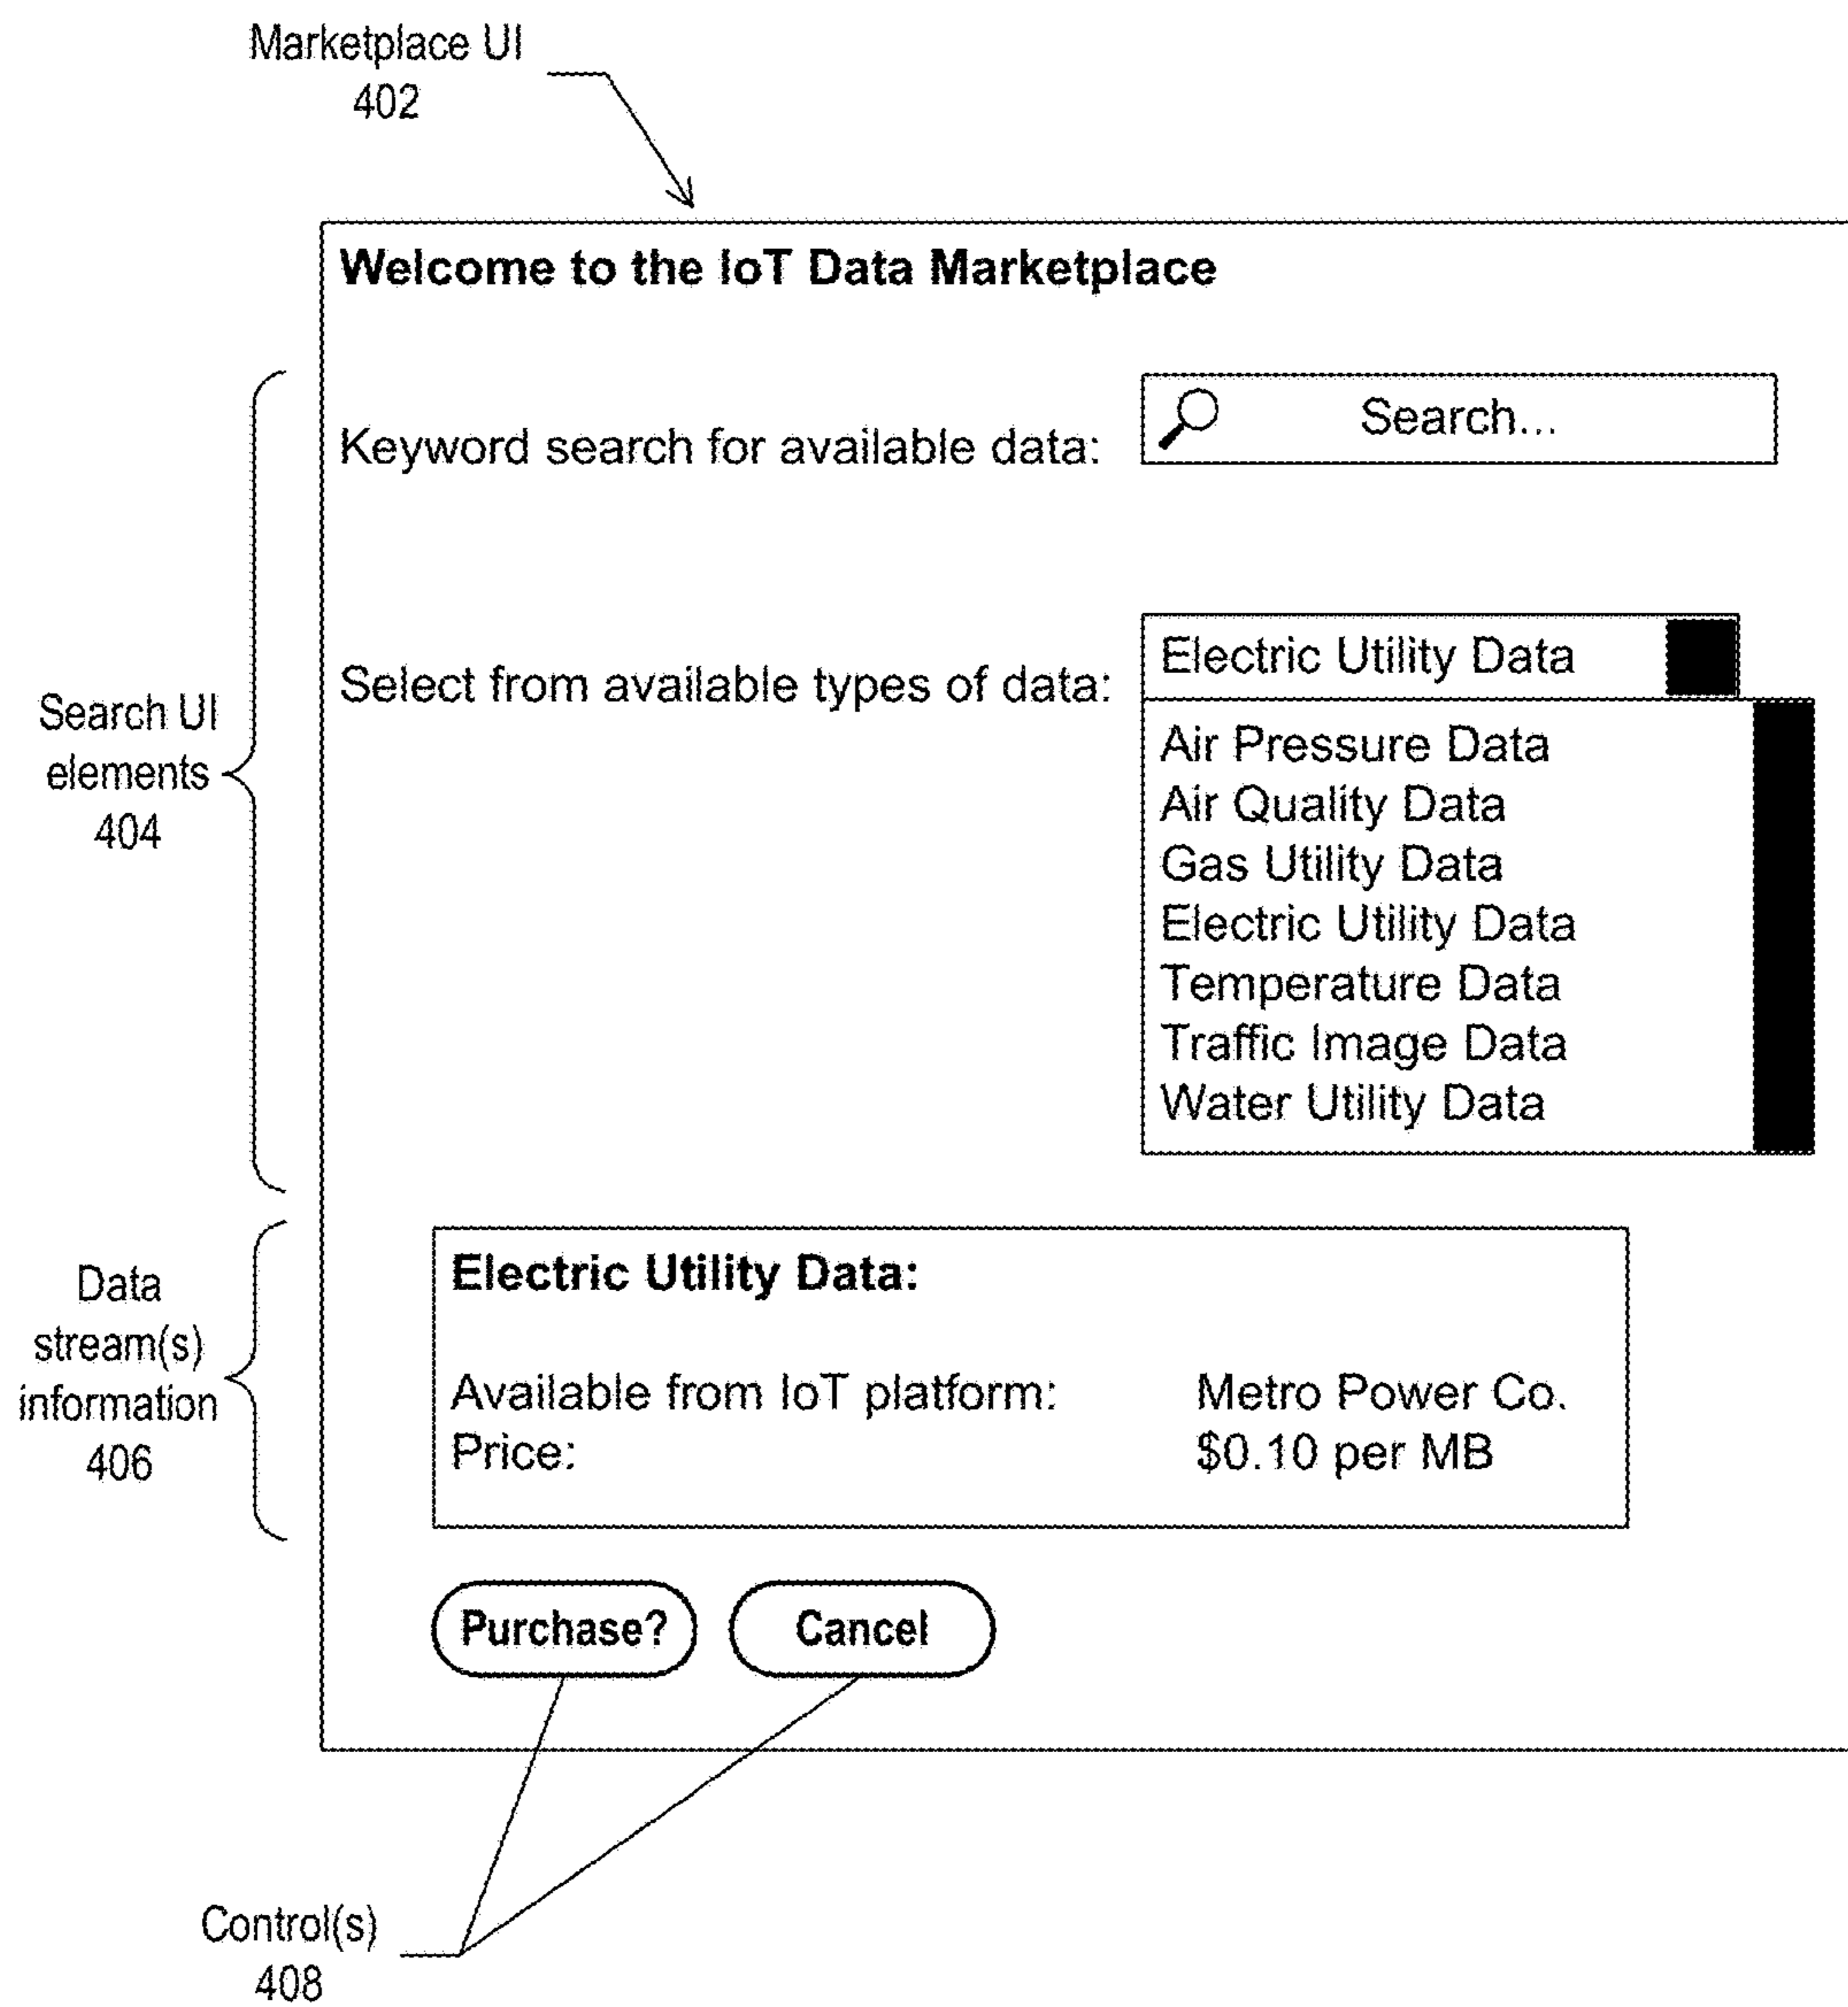 Marketplace UI
402
Welcome to the IoT Data Marketplace
Keyword search for available data:
Search...
Select from available types of data:
Electric Utility Data
Air Pressure Data
Air Quality Data
Gas Utility Data
Electric Utility Data
Temperature Data
Traffic Image Data
Water Utility Data
Search UI
elements
404
Electric Utility Data:
Available from IoT platform: Metro Power Co.
Price: $0.10 per MB
Data
stream(s)
information
406
Purchase? Cancel
Control(s)
408